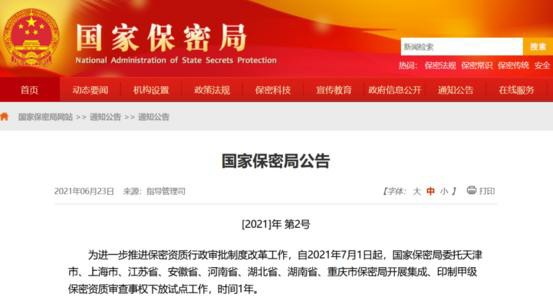 国家保密局
National Administration of State Secrets Protection
新闻检索
搜索
热词： 保密法规 保密常识 保密传统 安全
首页 动态要闻 机构设置 政策法规 保密科技 宣传教育 政府信息公开 通知公告 在线服务
国家保密局网站 >> 通知公告 >> 通知公告
国家保密局公告
2021年06月23日 来源：指导管理司 【字体： 大 中 小 】 打印
[2021]年 第2号
为进一步推进保密资质行政审批制度改革工作，自2021年7月1日起，国家保密局委托天津
市、上海市、江苏省、安徽省、河南省、湖北省、湖南省、重庆市保密局开展集成、印制甲级
保密资质审查事权下放试点工作，时间1年。